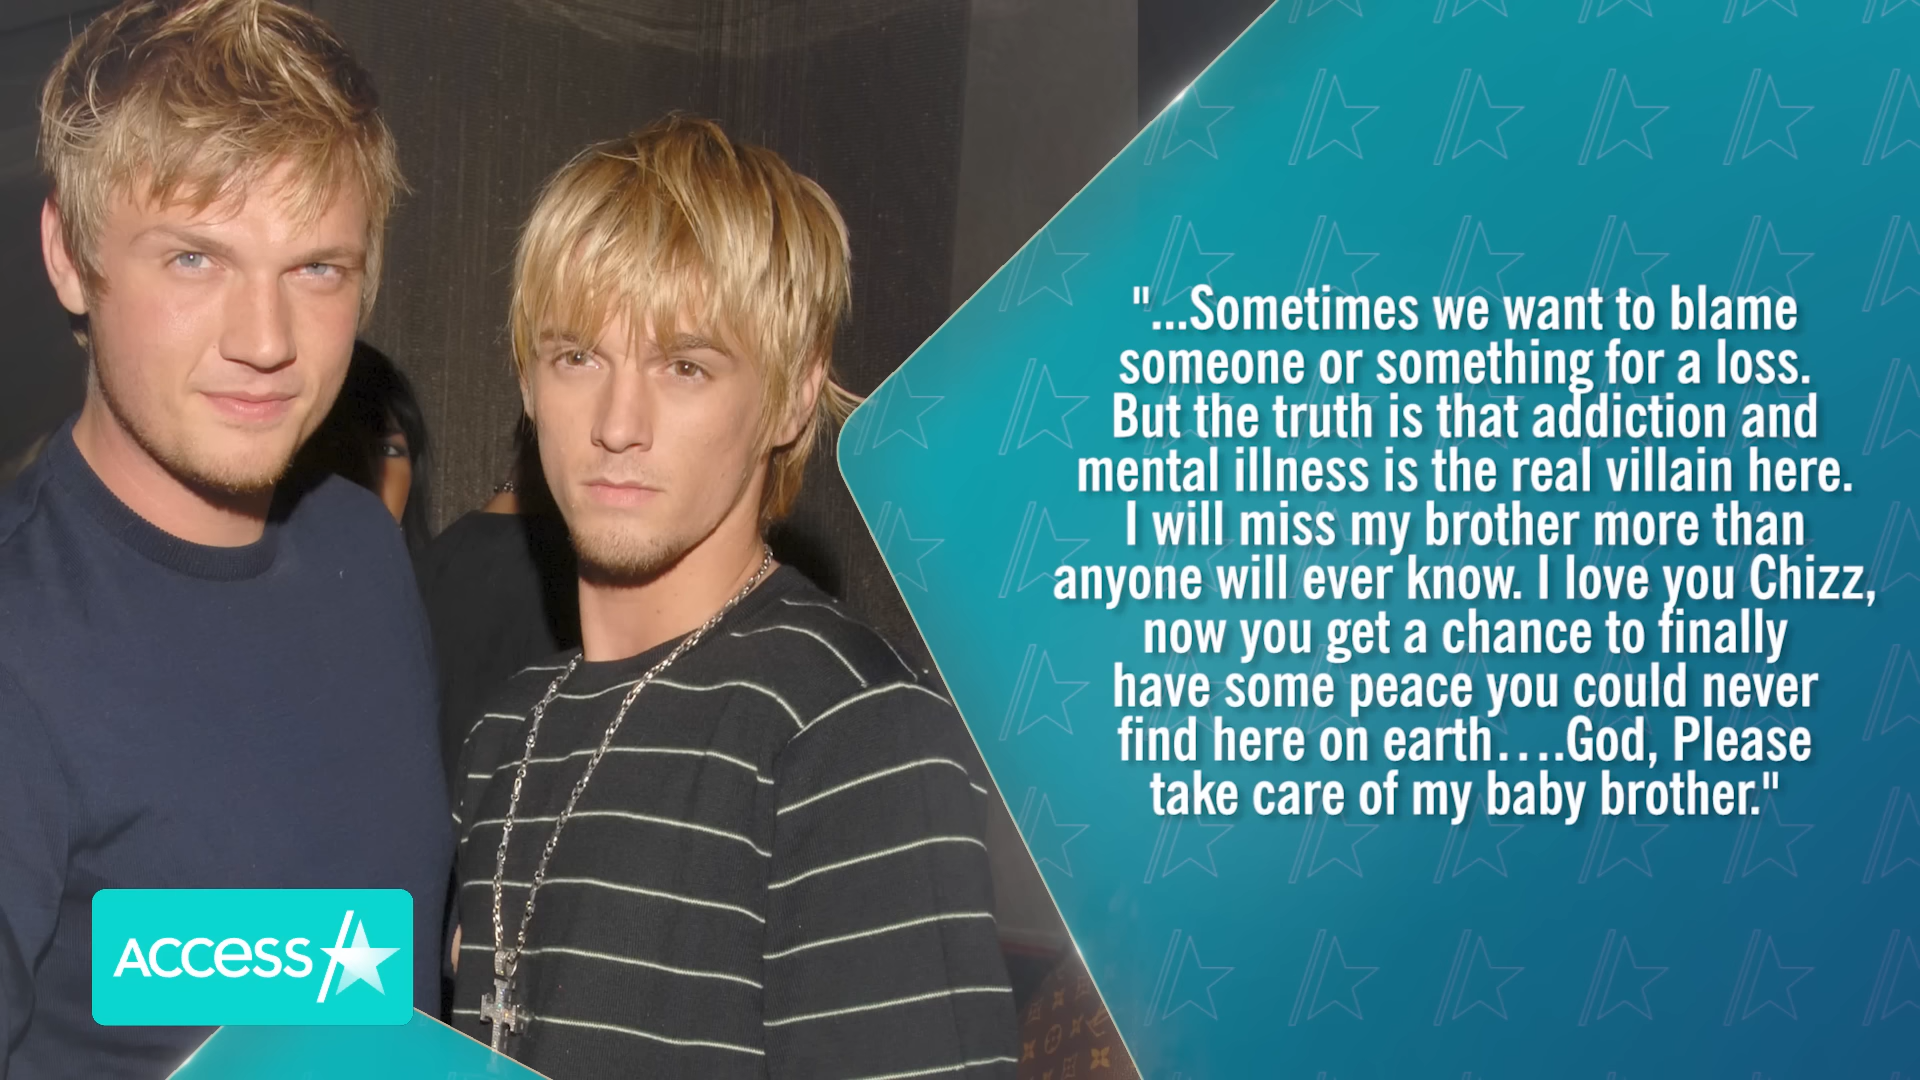 "...Sometimes we want to blame
someone or something for a loss.
But the truth is that addiction and
mental illness is the real villain here.
I will miss my brother more than
anyone will ever know. I love you Chizz,
now you get a chance to finally
have some peace you could never
find here on earth....God, Please
take care of my baby brother."
ACCESS